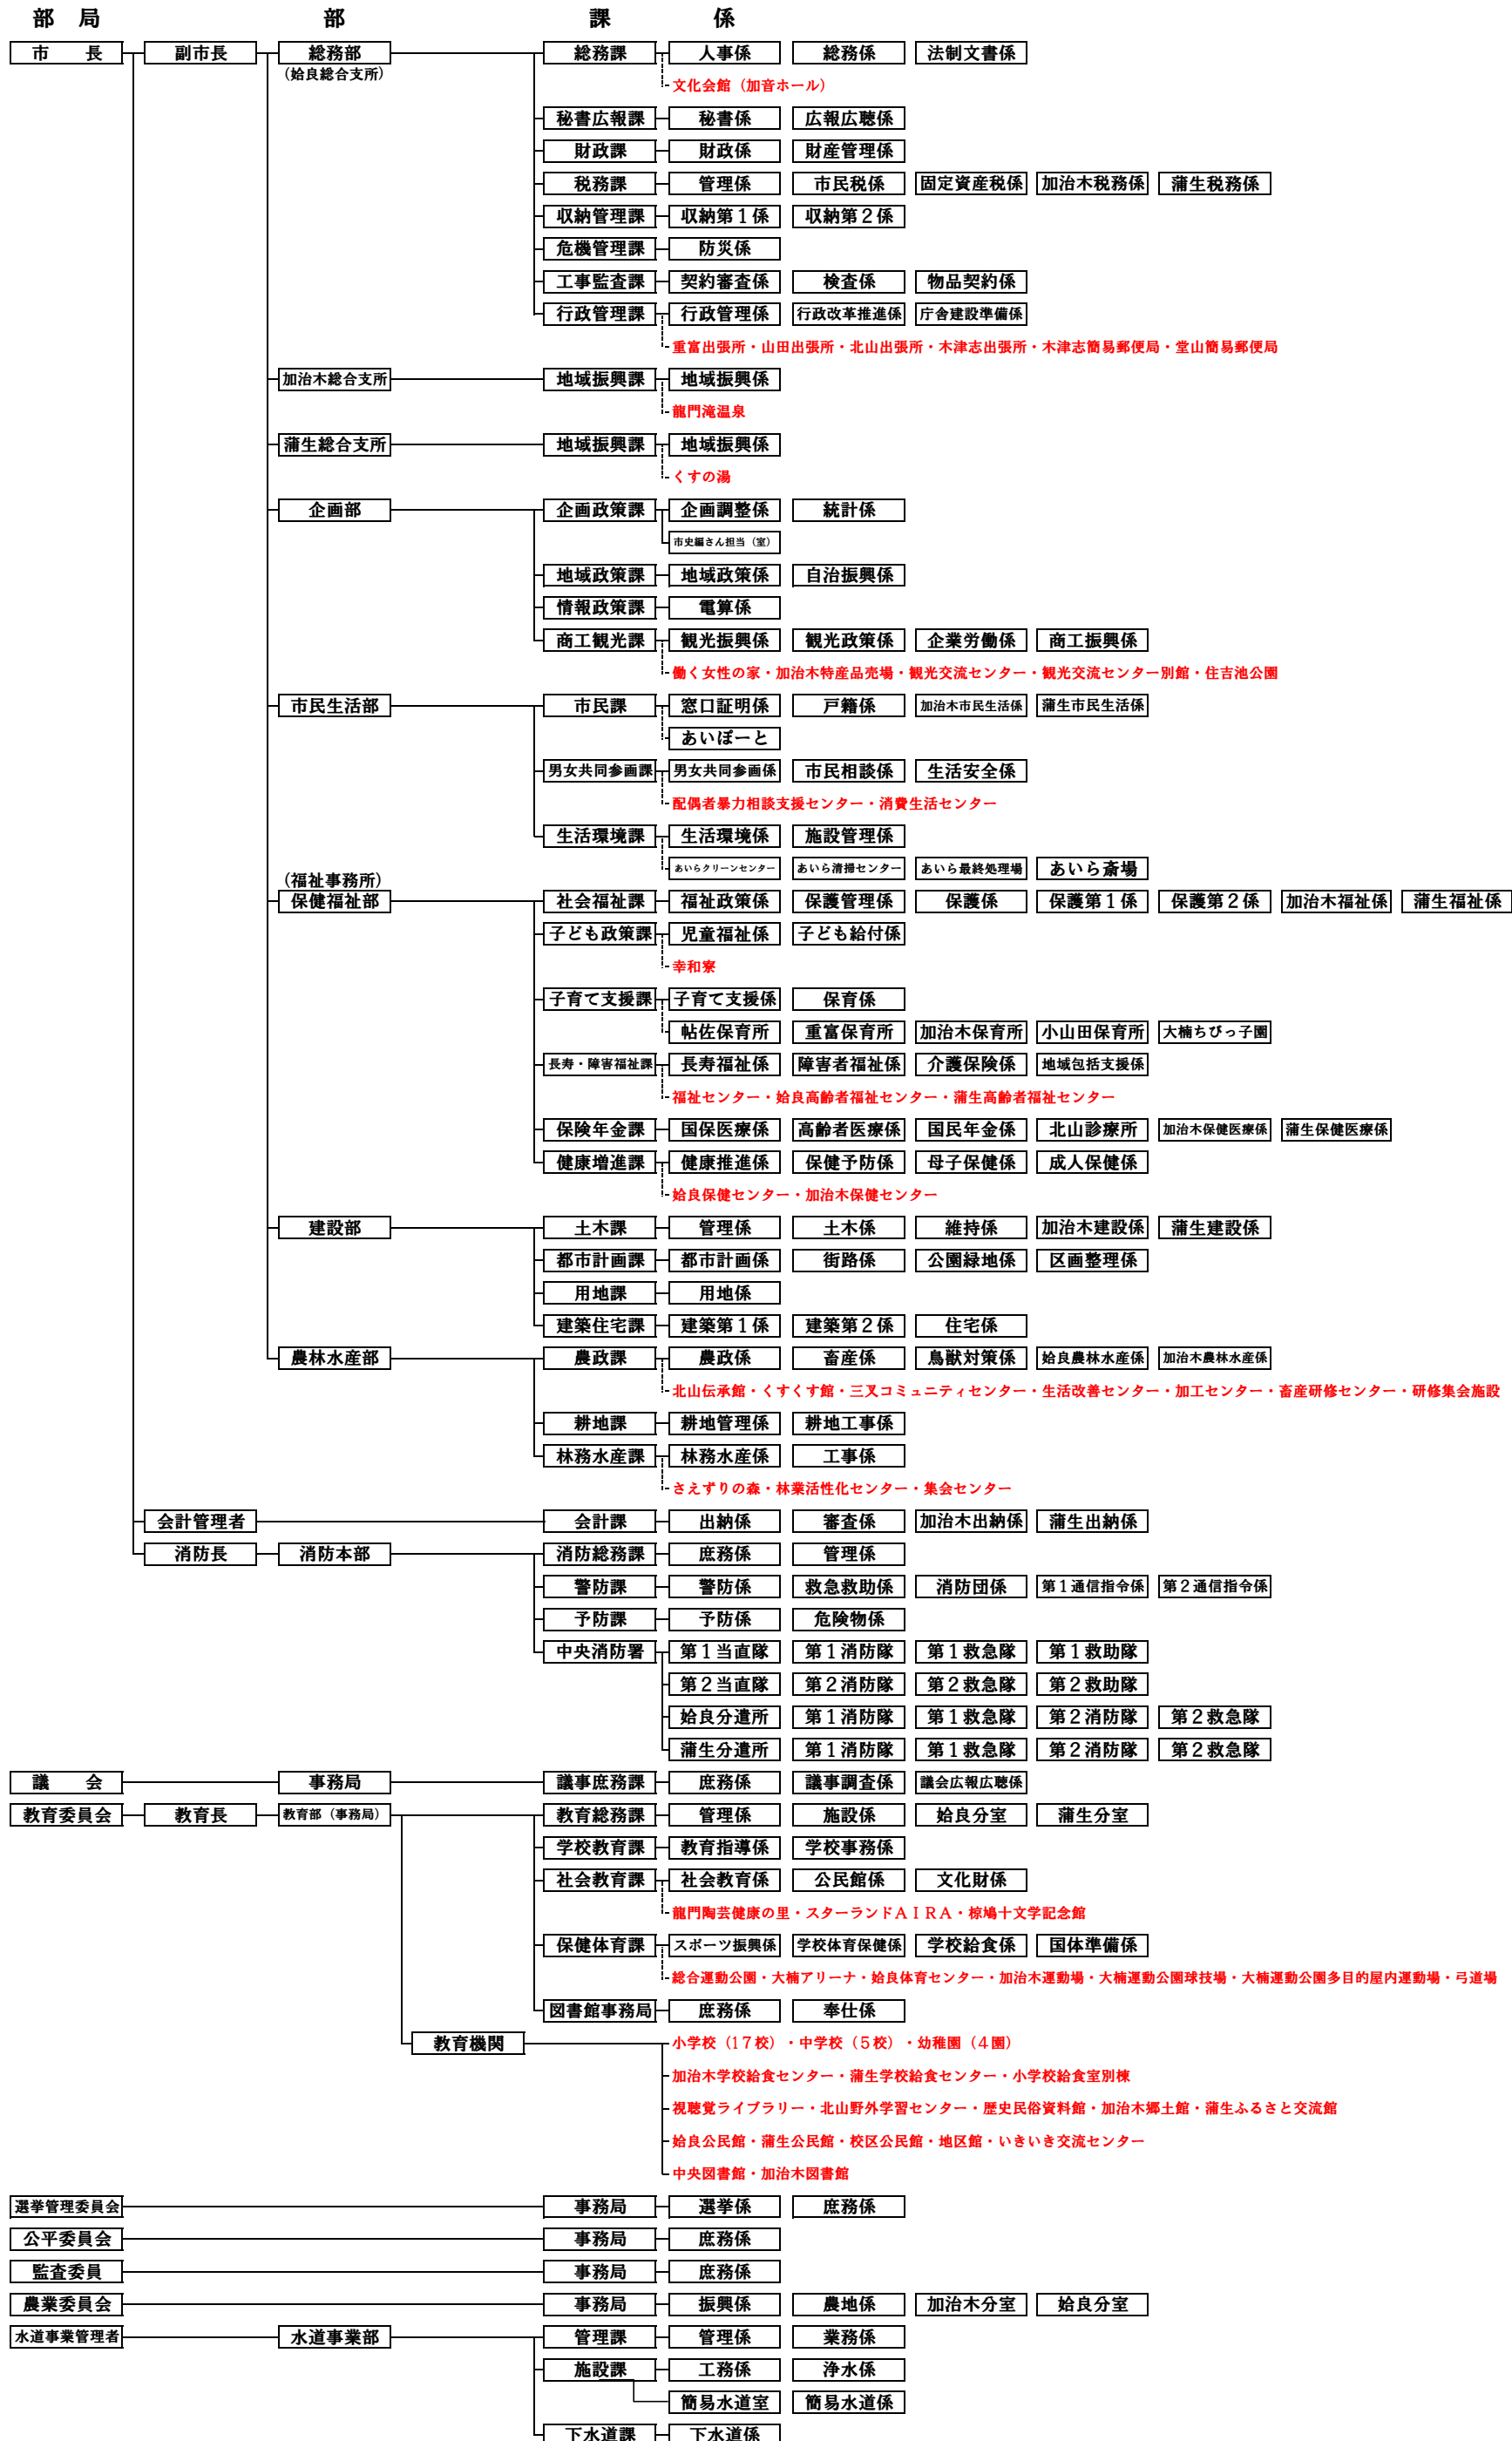 部　局　部　課　係
市　　長　副市長　総務部　総務課　人事係　総務係　法制文書係
（姶良総合支所）
文化会館（加音ホール）
秘書広報課　秘書係　広報広聴係
財政課　財政係　財産管理係
税務課　管理係　市民税係　固定資産税係　加治木税務係　蒲生税務係
収納管理課　収納第１係　収納第２係
危機管理課　防災係
工事監査課　契約審査係　検査係　物品契約係
行政管理課　行政管理係　行政改革推進係　庁舎建設準備係
重富出張所・山田出張所・北山出張所・木津志出張所・木津志簡易郵便局・堂山簡易郵便局
加治木総合支所　地域振興課　地域振興係
龍門滝温泉
蒲生総合支所　地域振興課　地域振興係
くすの湯
企画部　企画政策課　企画調整係　統計係
市史編さん担当（室）
地域政策課　地域政策係　自治振興係
情報政策課　電算係
商工観光課　観光振興係　観光政策係　企業労働係　商工振興係
働く女性の家・加治木特産品売場・観光交流センター・観光交流センター別館・住吉池公園
市民生活部　市民課　窓口証明係　戸籍係　加治木市民生活係　蒲生市民生活係
あいぽーと
男女共同参画課　男女共同参画係　市民相談係　生活安全係
配偶者暴力相談支援センター・消費生活センター
生活環境課　生活環境係　施設管理係
あいらクリーンセンター　あいら清掃センター　あいら最終処理場　あいら斎場
（福祉事務所）
保健福祉部　社会福祉課　福祉政策係　保護管理係　保護係　保護第１係　保護第２係　加治木福祉係　蒲生福祉係
子ども政策課　児童福祉係　子ども給付係
幸和寮
子育て支援課　子育て支援係　保育係
帖佐保育所　重富保育所　加治木保育所　小山田保育所　大楠ちびっ子園
長寿・障害福祉課　長寿福祉係　障害者福祉係　介護保険係　地域包括支援係
福祉センター・姶良高齢者福祉センター・蒲生高齢者福祉センター
保険年金課　国保医療係　高齢者医療係　国民年金係　北山診療所　加治木保健医療係　蒲生保健医療係
健康増進課　健康推進係　保健予防係　母子保健係　成人保健係
姶良保健センター・加治木保健センター
建設部　土木課　管理係　土木係　維持係　加治木建設係　蒲生建設係
都市計画課　都市計画係　街路係　公園緑地係　区画整理係
用地課　用地係
建築住宅課　建築第１係　建築第２係　住宅係
農林水産部　農政課　農政係　畜産係　鳥獣対策係　姶良農林水産係　加治木農林水産係
北山伝承館・くすくす館・三叉コミュニティセンター・生活改善センター・加工センター・畜産研修センター・研修集会施設
耕地課　耕地管理係　耕地工事係
林務水産課　林務水産係　工事係
さえずりの森・林業活性化センター・集会センター
会計管理者　会計課　出納係　審査係　加治木出納係　蒲生出納係
消防長　消防本部　消防総務課　庶務係　管理係
警防課　警防係　救急救助係　消防団係　第１通信指令係　第２通信指令係
予防課　予防係　危険物係
中央消防署　第１当直隊　第１消防隊　第１救急隊　第１救助隊
第２当直隊　第２消防隊　第２救急隊　第２救助隊
姶良分遣所　第１消防隊　第１救急隊　第２消防隊　第２救急隊
蒲生分遣所　第１消防隊　第１救急隊　第２消防隊　第２救急隊
議　　会　事務局　議事庶務課　庶務係　議事調査係　議会広報広聴係
教育委員会　教育長　教育部（事務局）　教育総務課　管理係　施設係　姶良分室　蒲生分室
学校教育課　教育指導係　学校事務係
社会教育課　社会教育係　公民館係　文化財係
龍門陶芸健康の里・スターランドＡＩＲＡ・椋鳩十文学記念館
保健体育課　スポーツ振興係　学校体育保健係　学校給食係　国体準備係
総合運動公園・大楠アリーナ・姶良体育センター・加治木運動場・大楠運動公園球技場・大楠運動公園多目的屋内運動場・弓道場
図書館事務局　庶務係　奉仕係
教育機関　小学校（１７校）・中学校（５校）・幼稚園（４園）
加治木学校給食センター・蒲生学校給食センター・小学校給食室別棟
視聴覚ライブラリー・北山野外学習センター・歴史民俗資料館・加治木郷土館・蒲生ふるさと交流館
姶良公民館・蒲生公民館・校区公民館・地区館・いきいき交流センター
中央図書館・加治木図書館
選挙管理委員会　事務局　選挙係　庶務係
公平委員会　事務局　庶務係
監査委員　事務局　庶務係
農業委員会　事務局　振興係　農地係　加治木分室　姶良分室
水道事業管理者　水道事業部　管理課　管理係　業務係
施設課　工務係　浄水係
簡易水道室　簡易水道係
下水道課　下水道係